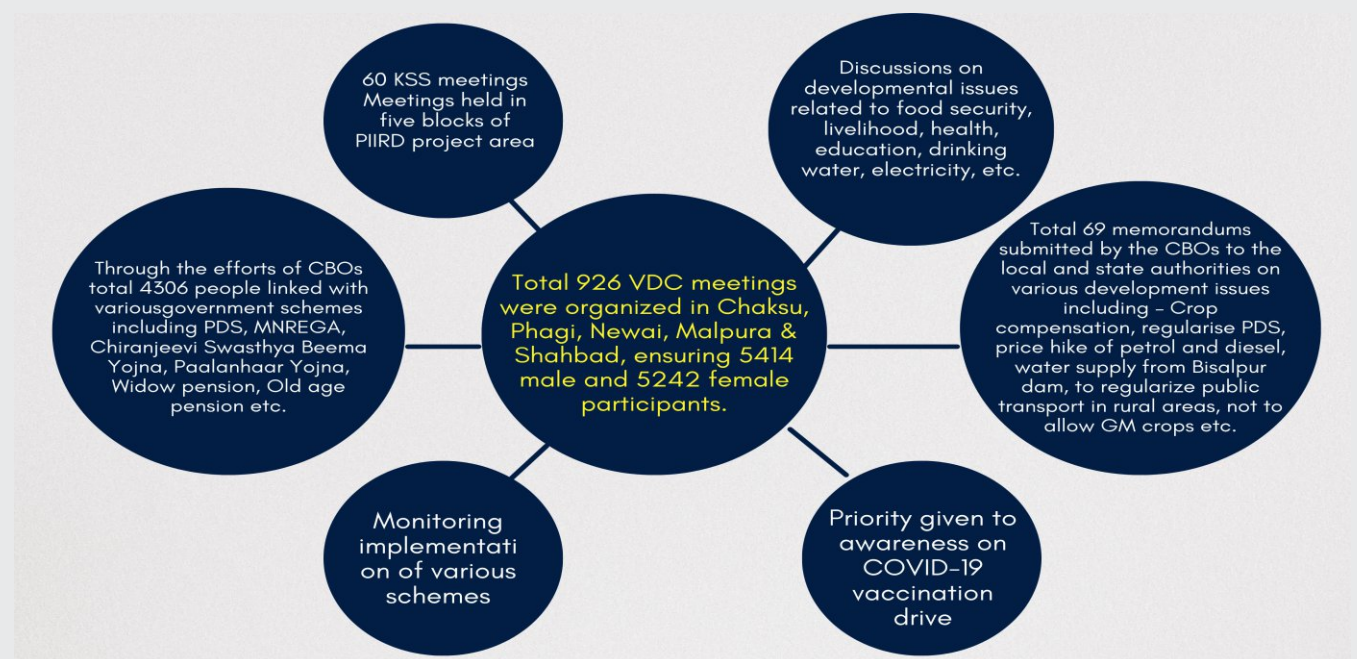 60 KSS meetings
Meetings held in
five blocks of
PIIRD project area
Discussions on
developmental issues
related to food security,
livelihood, health,
education, drinking
water, electricity, etc.
Through the efforts of CBOs
total 4306 people linked with
variousgovernment schemes
including PDS, MNREGA,
Chiranjeevi Swasthya Beema
Yojna, Paalanhaar Yojna,
Widow pension, Old age
pension etc.
Total 926 VDC meetings
were organized in Chaksu,
Phagi, Newai, Malpura &
Shahbad, ensuring 5414
male and 5242 female
participants.
Total 69 memorandums
submitted by the CBOs to the
local and state authorities on
various development issues
including - Crop
compensation, regularise PDS,
price hike of petrol and diesel,
water supply from Bisalpur
dam, to regularize public
transport in rural areas, not to
allow GM crops etc.
Monitoring
implementati
on of various
schemes
Priority given to
awareness on
COVID-19
vaccination
drive